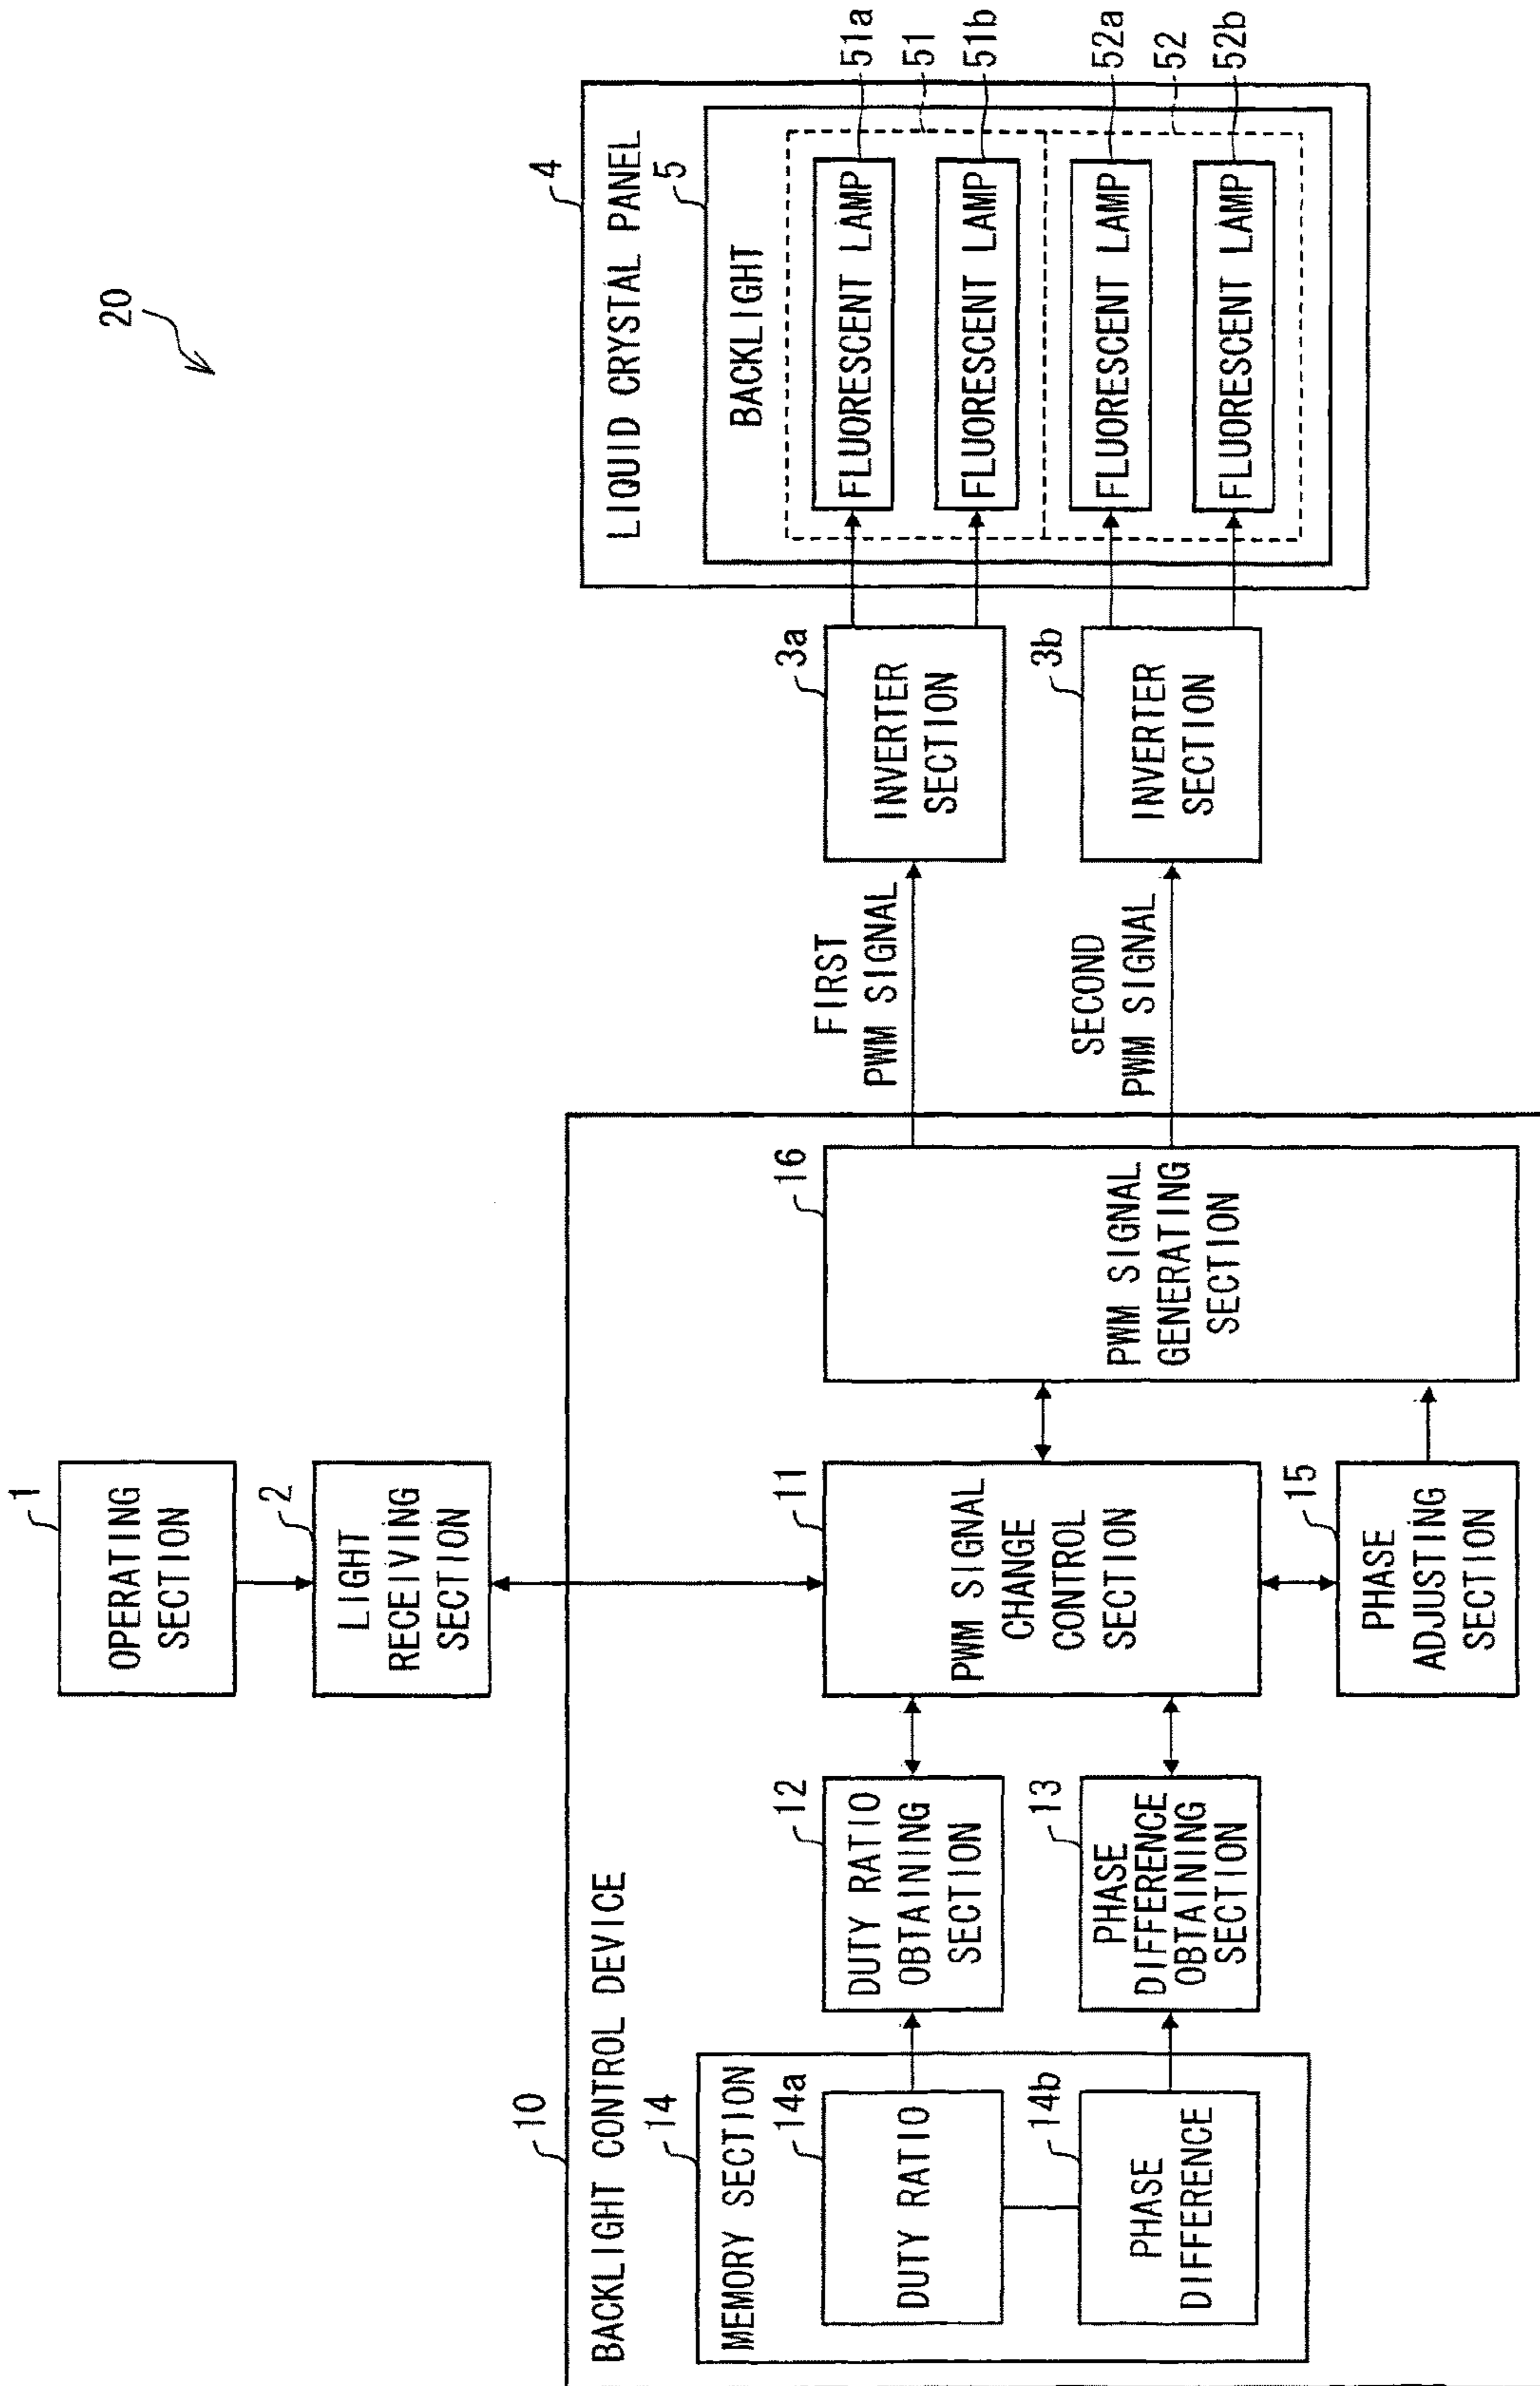 20
1
OPERATING
SECTION
2
LIGHT
RECEIVING
SECTION
10
BACKLIGHT CONTROL DEVICE
14
MEMORY SECTION
14a
DUTY RATIO
14b
PHASE
DIFFERENCE
12
DUTY RATIO
OBTAINING
SECTION
13
PHASE
DIFFERENCE
OBTAINING
SECTION
11
PWM SIGNAL
CHANGE
CONTROL
SECTION
15
PHASE
ADJUSTING
SECTION
16
PWM SIGNAL
GENERATING
SECTION
FIRST
PWM SIGNAL
SECOND
PWM SIGNAL
3a
INVERTER
SECTION
3b
INVERTER
SECTION
4
LIQUID CRYSTAL PANEL
5
BACKLIGHT
FLUORESCENT LAMP
51a
51
FLUORESCENT LAMP
51b
FLUORESCENT LAMP
52a
52
FLUORESCENT LAMP
52b